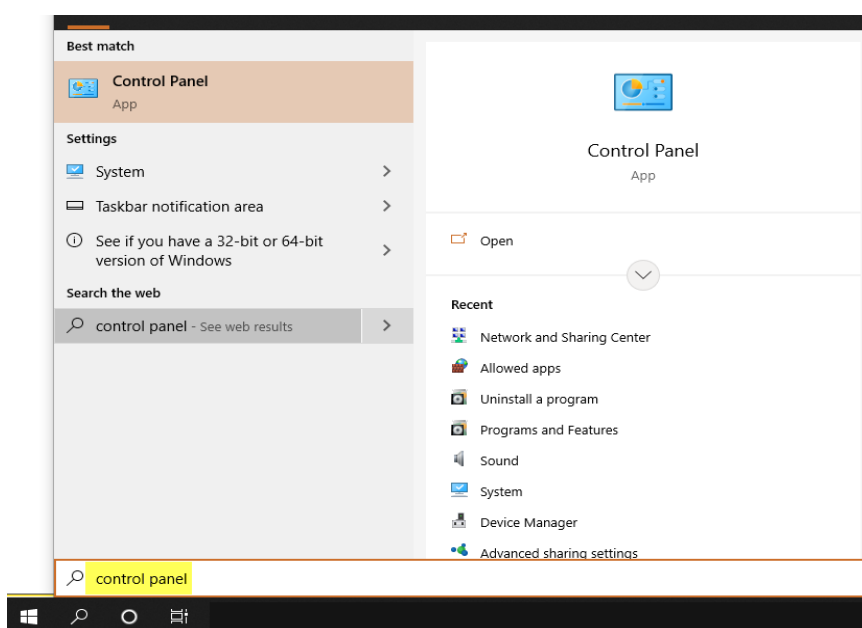 Best match
Control Panel
App
Settings
System
Taskbar notification area
See if you have a 32-bit or 64-bit
version of Windows
Search the web
control panel - See web results
Control Panel
App
Open
Recent
Network and Sharing Center
Allowed apps
Uninstall a program
Programs and Features
Sound
System
Device Manager
Advanced sharing settings
control panel